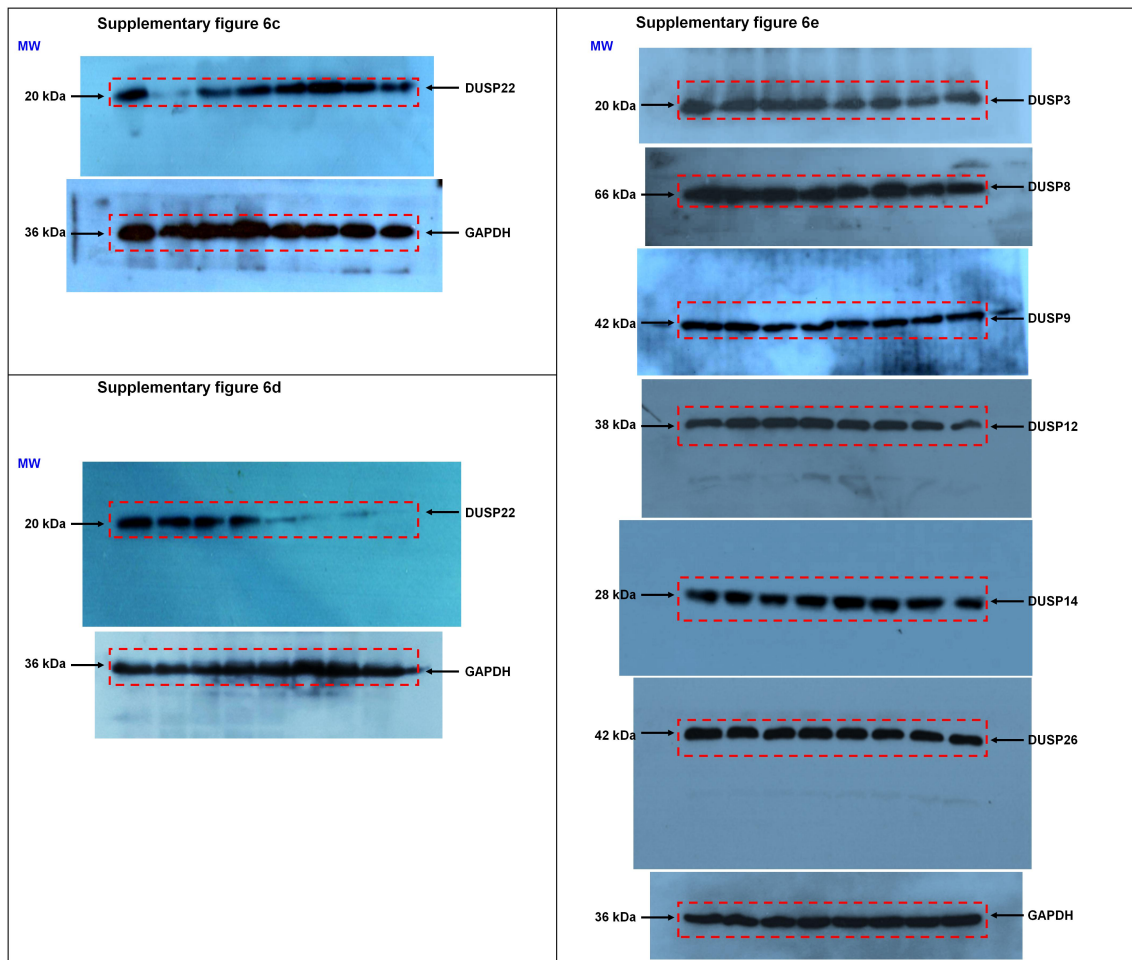 Supplementary figure 6c
MW
20 kDa
DUSP22
36 kDa
GAPDH
Supplementary figure 6d
MW
20 kDa
DUSP22
36 kDa
GAPDH
Supplementary figure 6e
MW
20 kDa
DUSP3
66 kDa
DUSP8
42 kDa
DUSP9
38 kDa
DUSP12
28 kDa
DUSP14
42 kDa
DUSP26
36 kDa
GAPDH